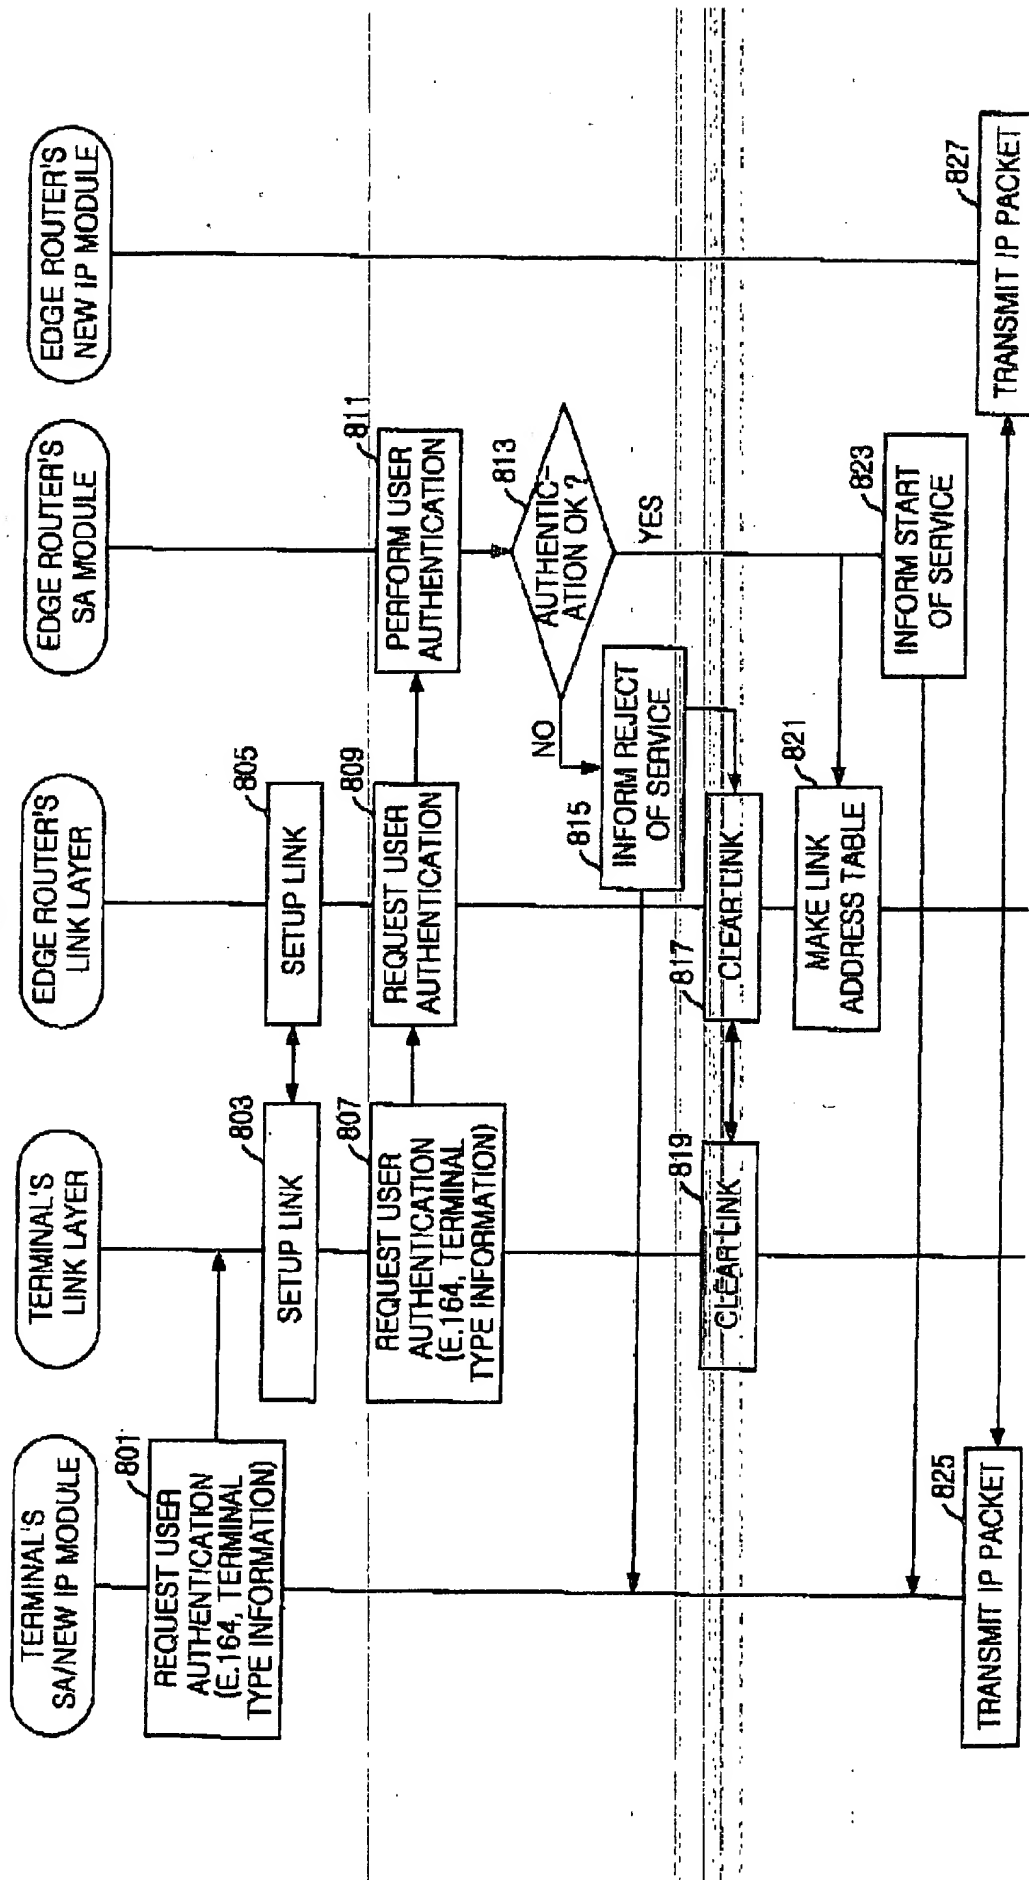 TERMINAL'S
SA/NEW IP MODULE
TERMINAL'S
LINK LAYER
EDGE ROUTER'S
LINK LAYER
EDGE ROUTER'S
SA MODULE
EDGE ROUTER'S
NEW IP MODULE
801
REQUEST USER
AUTHENTICATION
(E.164, TERMINAL
TYPE INFORMATION)
803
SETUP LINK
805
SETUP LINK
807
REQUEST USER
AUTHENTICATION
(E.164, TERMINAL
TYPE INFORMATION)
809
REQUEST USER
AUTHENTICATION
811
PERFORM USER
AUTHENTICATION
813
AUTHENTIC-
ATION OK ?
NO
YES
815
INFORM REJECT
OF SERVICE
819
CLEAR LINK
817
CLEAR LINK
821
MAKE LINK
ADDRESS TABLE
823
INFORM START
OF SERVICE
825
TRANSMIT IP PACKET
827
TRANSMIT IP PACKET